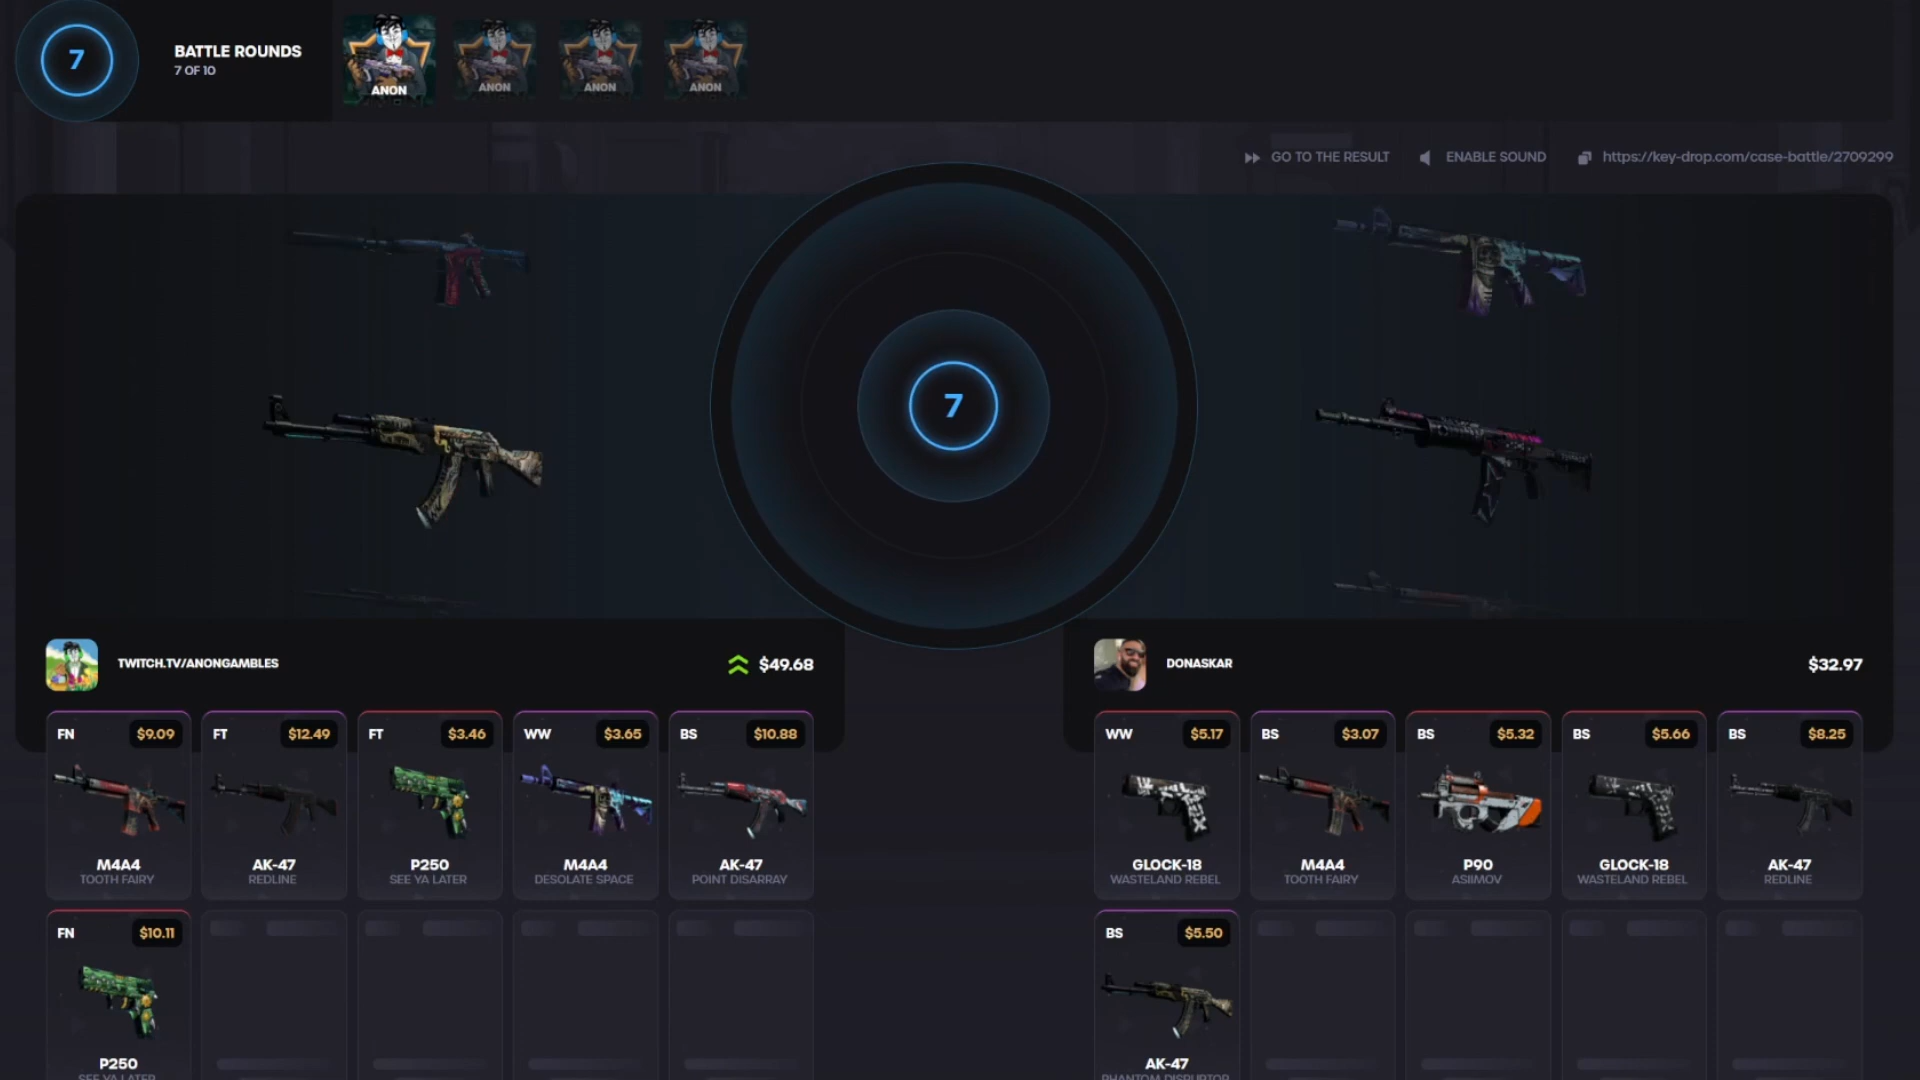 7
BATTLE ROUNDS
7 OF 10
ANON
ANON
ANON
ANON
GO TO THE RESULT
ENABLE SOUND
https://key-drop.com/case-battle/2709299
7
TWITCH.TV/ANONGAMBLES
$49.68
DONASKAR
$32.97
FN $9.09
M4A4
TOOTH FAIRY
FT $12.49
AK-47
REDLINE
FT $3.46
P250
SEE YA LATER
WW $3.65
M4A4
DESOLATE SPACE
BS $10.88
AK-47
POINT DISARRAY
WW $5.17
GLOCK-18
WASTELAND REBEL
BS $3.07
M4A4
TOOTH FAIRY
BS $5.32
P90
ASIIMOV
BS $5.66
GLOCK-18
WASTELAND REBEL
BS $8.25
AK-47
REDLINE
FN $10.11
P250
SEE YA LATER
BS $5.50
AK-47
PHANTOM DISRUPTOR